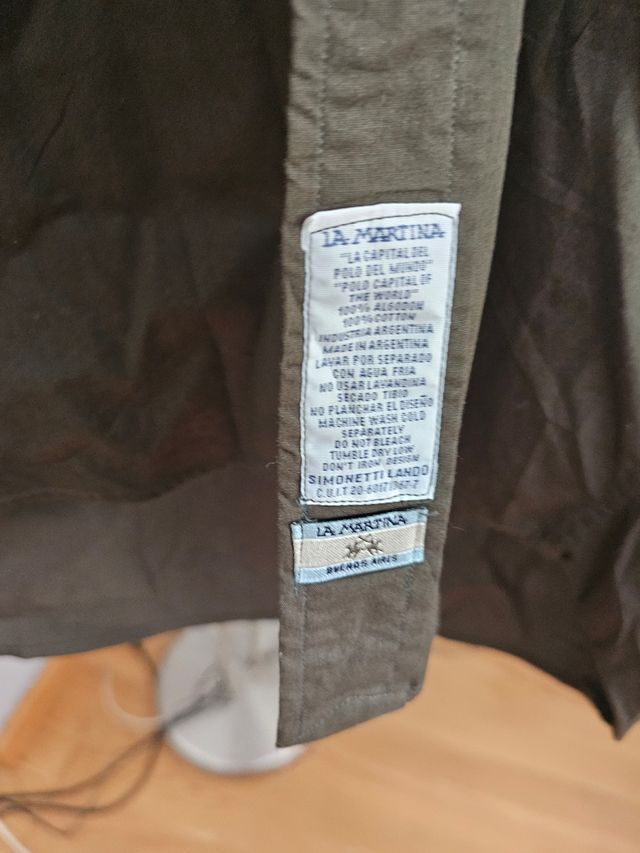 LA MARTINA
"LA CAPITAL DEL
POLO DEL MUNDO"
"POLO CAPITAL OF
THE WORLD"
100% ALGODON
100% COTTON
INDUSTRIA ARGENTINA
MADE IN ARGENTINA
LAVAR POR SEPARADO
CON AGUA FRIA
NO USAR LAVANDINA
SECADO TIBIO
NO PLANCHAR EL DISEÑO
MACHINE WASH COLD
SEPARATELY
DO NOT BLEACH
TUMBLE DRY LOW
DON'T IRON DESIGN
SIMONETTI LANDO
C.U.I.T.
LA MARTINA
BUENOS AIRES